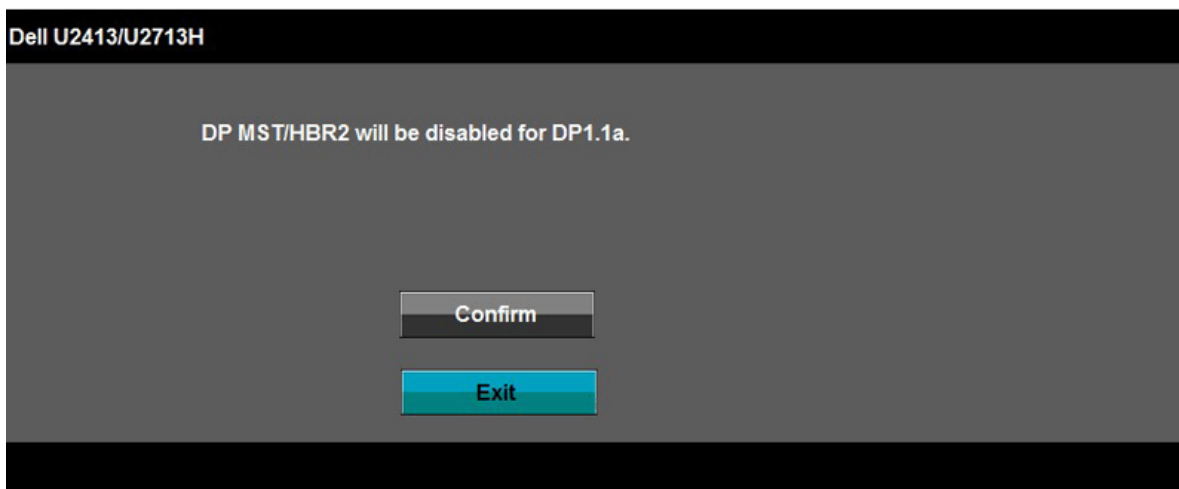 Dell U2413/U2713H
DP MST/HBR2 will be disabled for DP1.1a.
Confirm
Exit